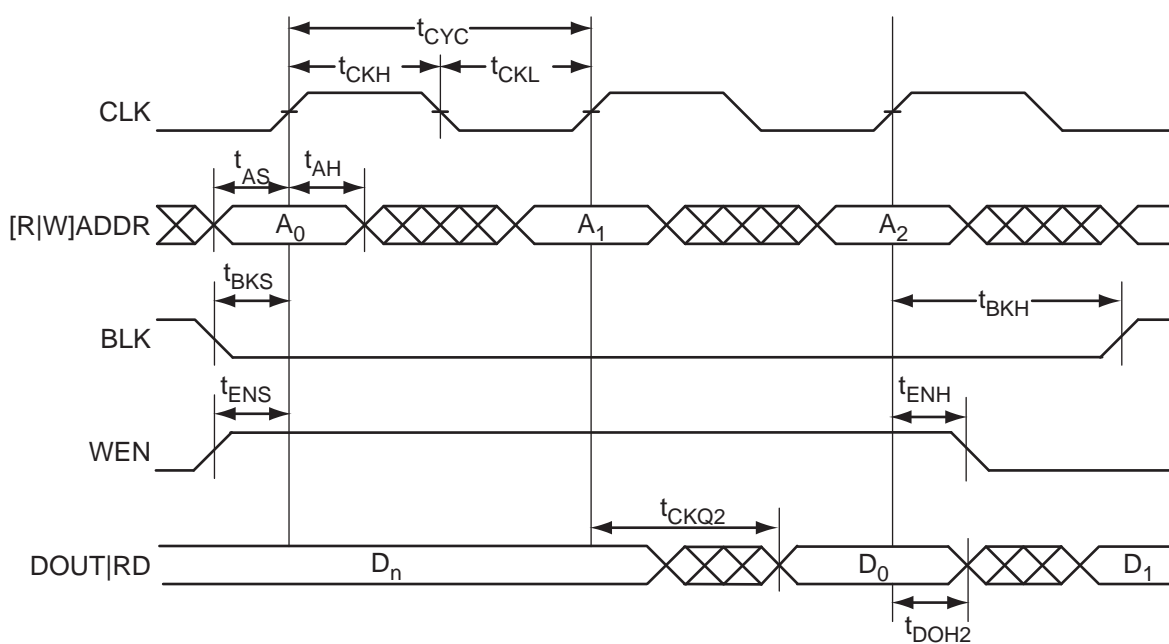 tCYC
tCKH tCKL
CLK
tAS tAH
[R|W]ADDR A0 A1 A2
tBKS tBKH
BLK
tENS tENH
WEN
tCKQ2
DOUT|RD Dn D0 D1
tDOH2